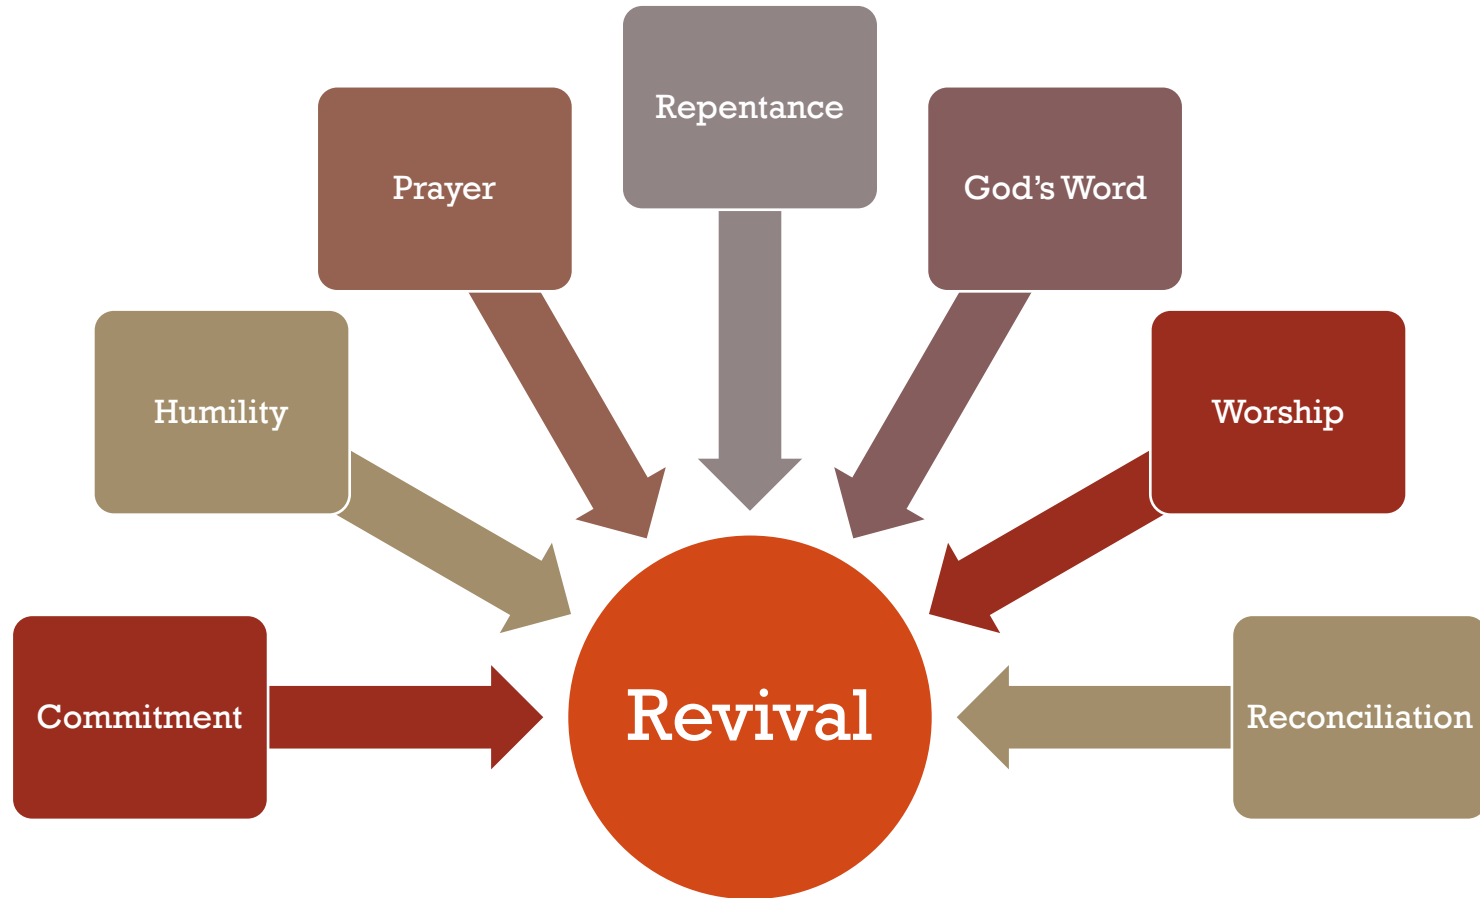 Repentance
Prayer
God’s Word
Humility
Worship
Commitment
Revival
Reconciliation